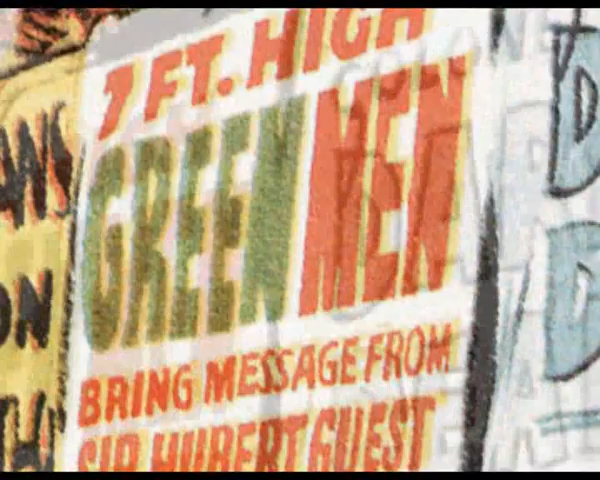 7 FT. HIGH
GREEN MEN
BRING MESSAGE FROM
SIR HUBERT GUEST